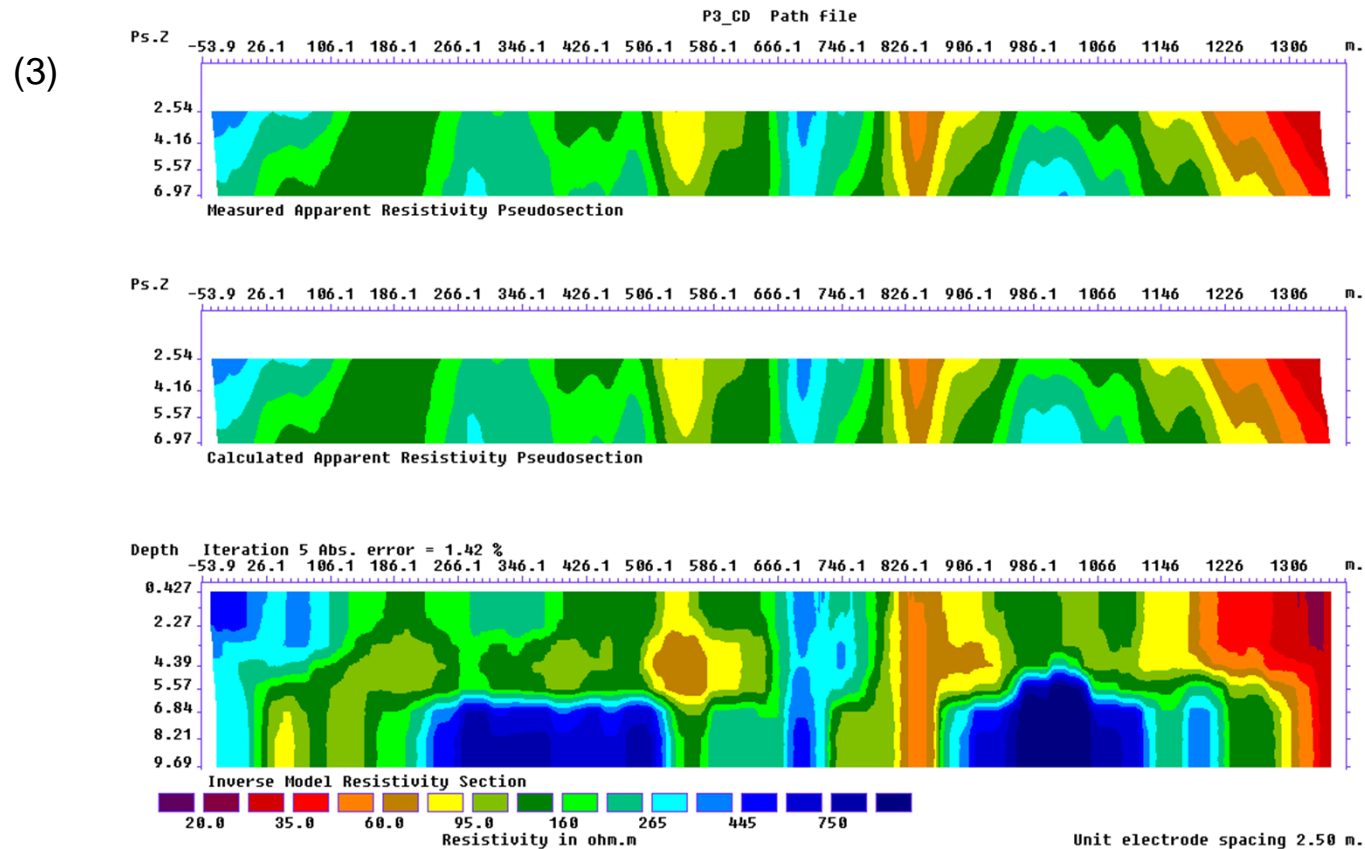 P3_CD Path file
(3)
Ps.Z -53.9 26.1 106.1 186.1 266.1 346.1 426.1 506.1 586.1 666.1 746.1 826.1 906.1 986.1 1066 1146 1226 1306 m.
2.54
4.16
5.57
6.97
Measured Apparent Resistivity Pseudosection
Ps.Z -53.9 26.1 106.1 186.1 266.1 346.1 426.1 506.1 586.1 666.1 746.1 826.1 906.1 986.1 1066 1146 1226 1306 m.
2.54
4.16
5.57
6.97
Calculated Apparent Resistivity Pseudosection
Depth Iteration 5 Abs. error = 1.42 %
-53.9 26.1 106.1 186.1 266.1 346.1 426.1 506.1 586.1 666.1 746.1 826.1 906.1 986.1 1066 1146 1226 1306 m.
0.427
2.27
4.39
5.57
6.84
8.21
9.69
Inverse Model Resistivity Section
20.0 35.0 60.0 95.0 160 265 445 750
Resistivity in ohm.m Unit electrode spacing 2.50 m.